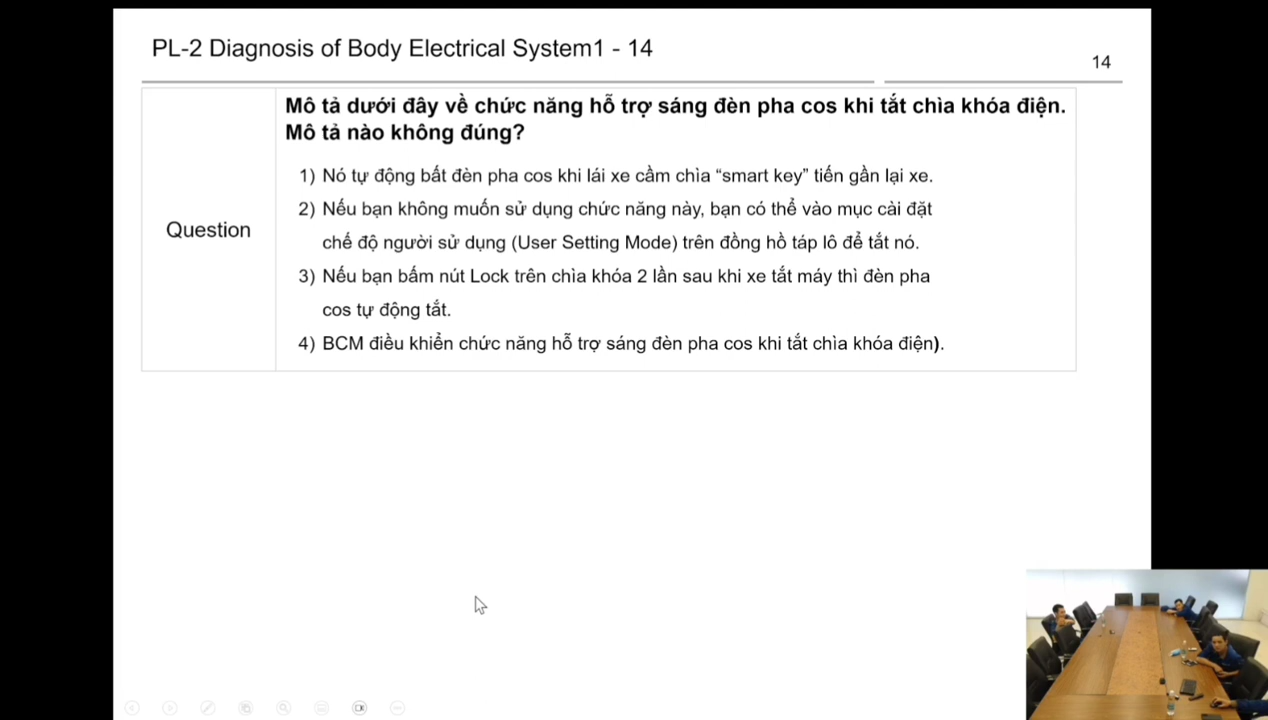 PL-2 Diagnosis of Body Electrical System1 - 14
14
Mô tả dưới đây về chức năng hỗ trợ sáng đèn pha cos khi tắt chìa khóa điện.
Mô tả nào không đúng?
1) Nó tự động bất đèn pha cos khi lái xe cầm chìa “smart key” tiến gần lại xe.
2) Nếu bạn không muốn sử dụng chức năng này, bạn có thể vào mục cài đặt
Question
chế độ người sử dụng (User Setting Mode) trên đồng hồ táp lô để tắt nó.
3) Nếu bạn bấm nút Lock trên chìa khóa 2 lần sau khi xe tắt máy thì đèn pha
cos tự động tắt.
4) BCM điều khiển chức năng hỗ trợ sáng đèn pha cos khi tắt chìa khóa điện).